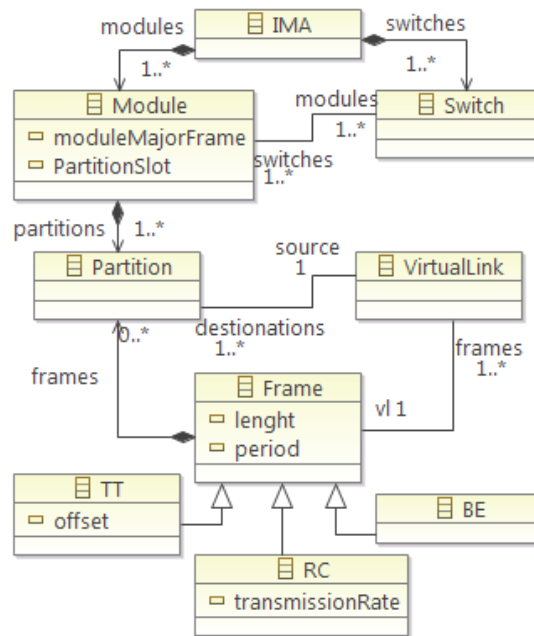 modules
IMA
switches
1..*
1..*
Module
modules
Switch
moduleMajorFrame
1..*
PartitionSlot
switches
1..*
partitions
1..*
Partition
source
1
VirtualLink
0..*
destionations
1..*
frames
1..*
frames
Frame
lenght
vl 1
period
TT
offset
BE
RC
transmissionRate